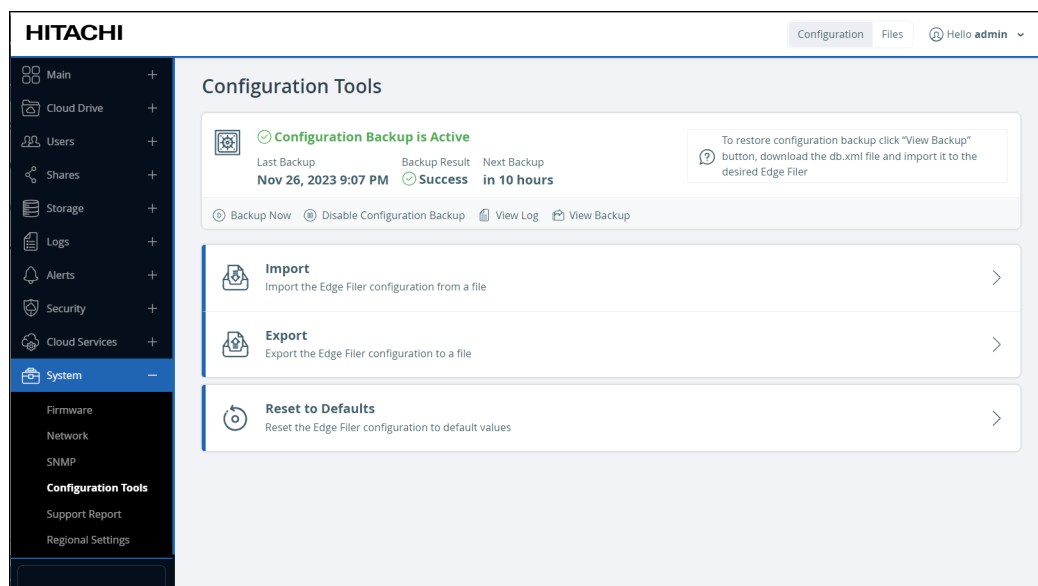 HITACHI
Configuration
Files
Hello admin
Main
Cloud Drive
Users
Shares
Storage
Logs
Alerts
Security
Cloud Services
System
Firmware
Network
SNMP
Configuration Tools
Support Report
Regional Settings
Configuration Tools
Configuration Backup is Active
Last Backup
Nov 26, 2023 9:07 PM
Backup Result
Success
Next Backup
in 10 hours
To restore configuration backup click “View Backup”
button, download the db.xml file and import it to the
desired Edge Filer
Backup Now
Disable Configuration Backup
View Log
View Backup
Import
Import the Edge Filer configuration from a file
Export
Export the Edge Filer configuration to a file
Reset to Defaults
Reset the Edge Filer configuration to default values